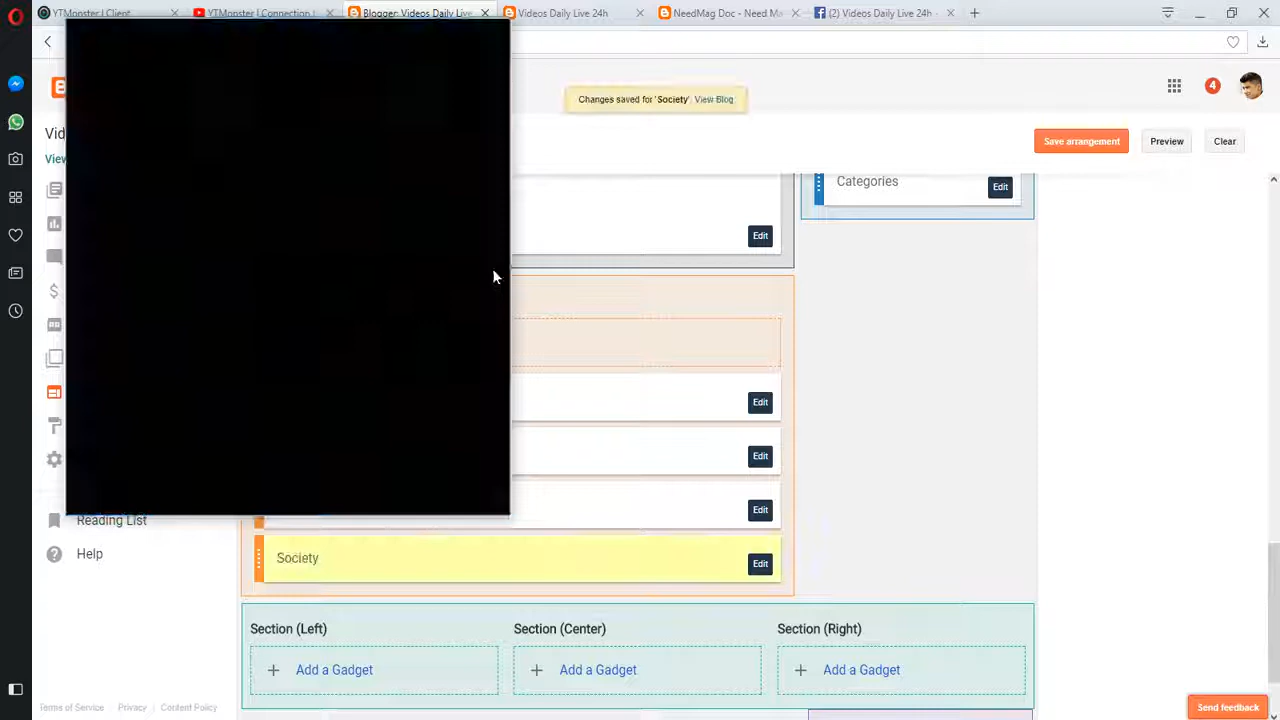 YTMonster | Client
YTMonster | Connection
Blogger: Videos Daily Live
Videos Daily Live 24h
(2) Videos Daily Live 24h
4
Vid
View
Changes saved for 'Society'. View Blog
Save arrangement
Preview
Clear
Categories
Edit
Edit
Edit
Edit
Edit
Reading List
Help
Society
Edit
Section (Left)
Section (Center)
Section (Right)
+ Add a Gadget
+ Add a Gadget
+ Add a Gadget
Terms of Service | Privacy | Content Policy
Send feedback